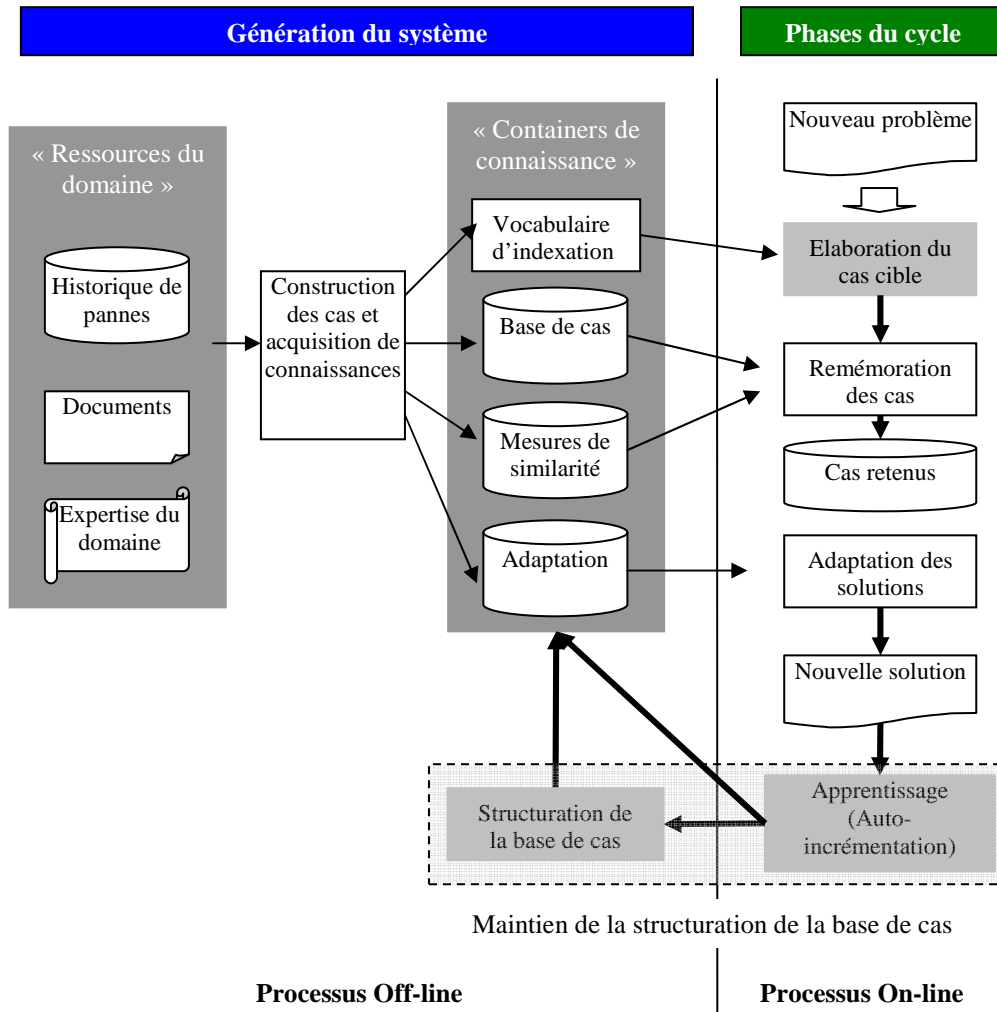 Génération du système
Phases du cycle
« Ressources du
domaine »
Historique de
pannes
Documents
Expertise du
domaine
Construction
des cas et
acquisition de
connaissances
« Containers de
connaissance »
Vocabulaire
d’indexation
Base de cas
Mesures de
similarité
Adaptation
Nouveau problème
Elaboration du
cas cible
Remémoration
des cas
Cas retenus
Adaptation des
solutions
Nouvelle solution
Apprentissage
(Auto-
incrémentation)
Structuration de
la base de cas
Maintien de la structuration de la base de cas
Processus Off-line
Processus On-line